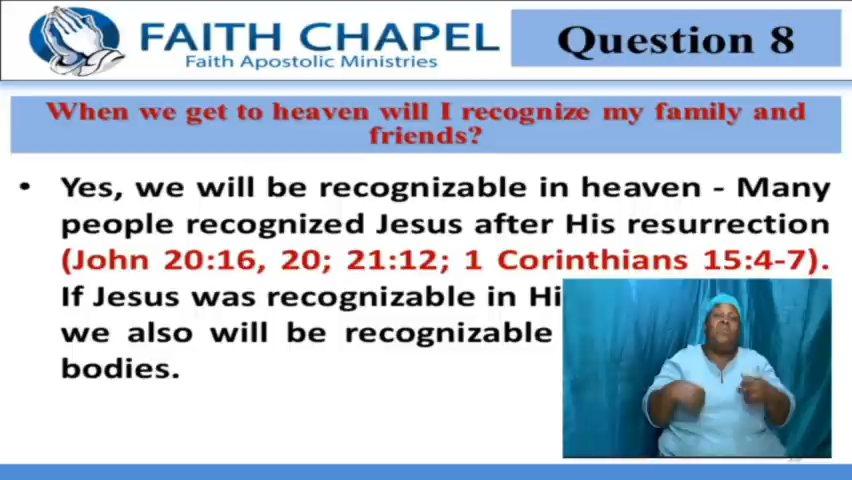 FAITH CHAPEL
Faith Apostolic Ministries
Question 8
When we get to heaven will I recognize my family and
friends?
• Yes, we will be recognizable in heaven - Many
people recognized Jesus after His resurrection
(John 20:16, 20; 21:12; 1 Corinthians 15:4-7).
If Jesus was recognizable in Hi
we also will be recognizable
bodies.